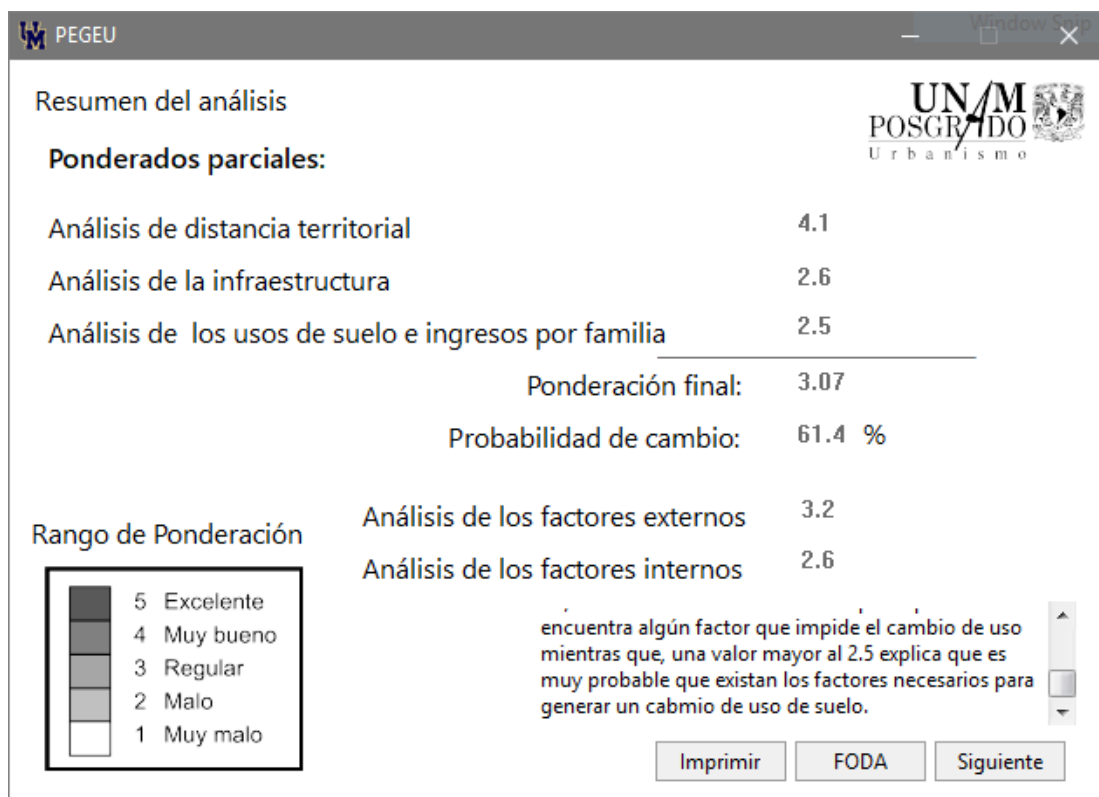 PEGEU
Window Snip
Resumen del análisis
UNAM
POSGRADO
Urbanismo
Ponderados parciales:
Análisis de distancia territorial 4.1
Análisis de la infraestructura 2.6
Análisis de los usos de suelo e ingresos por familia 2.5
Ponderación final: 3.07
Probabilidad de cambio: 61.4 %
Análisis de los factores externos 3.2
Análisis de los factores internos 2.6
Rango de Ponderación
5 Excelente
4 Muy bueno
3 Regular
2 Malo
1 Muy malo
encuentra algún factor que impide el cambio de uso
mientras que, una valor mayor al 2.5 explica que es
muy probable que existan los factores necesarios para
generar un cabmio de uso de suelo.
Imprimir FODA Siguiente